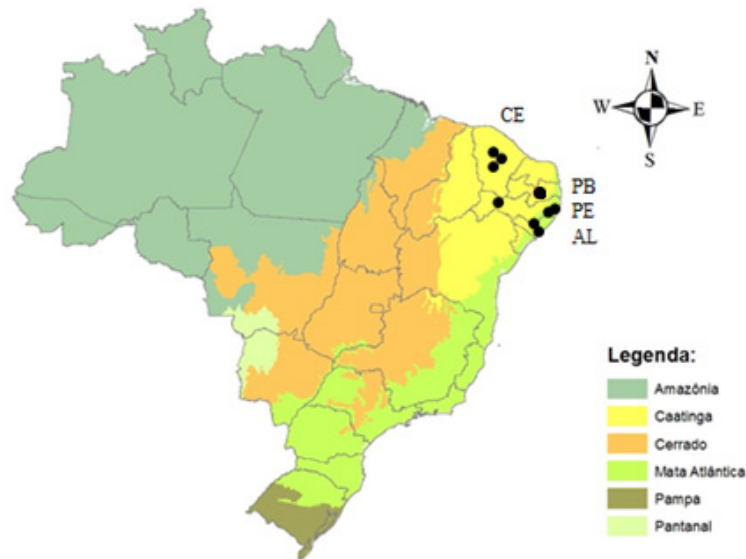 N
W E
S
CE
PB
PE
AL
Legenda:
Amazônia
Caatinga
Cerrado
Mata Atlântica
Pampa
Pantanal